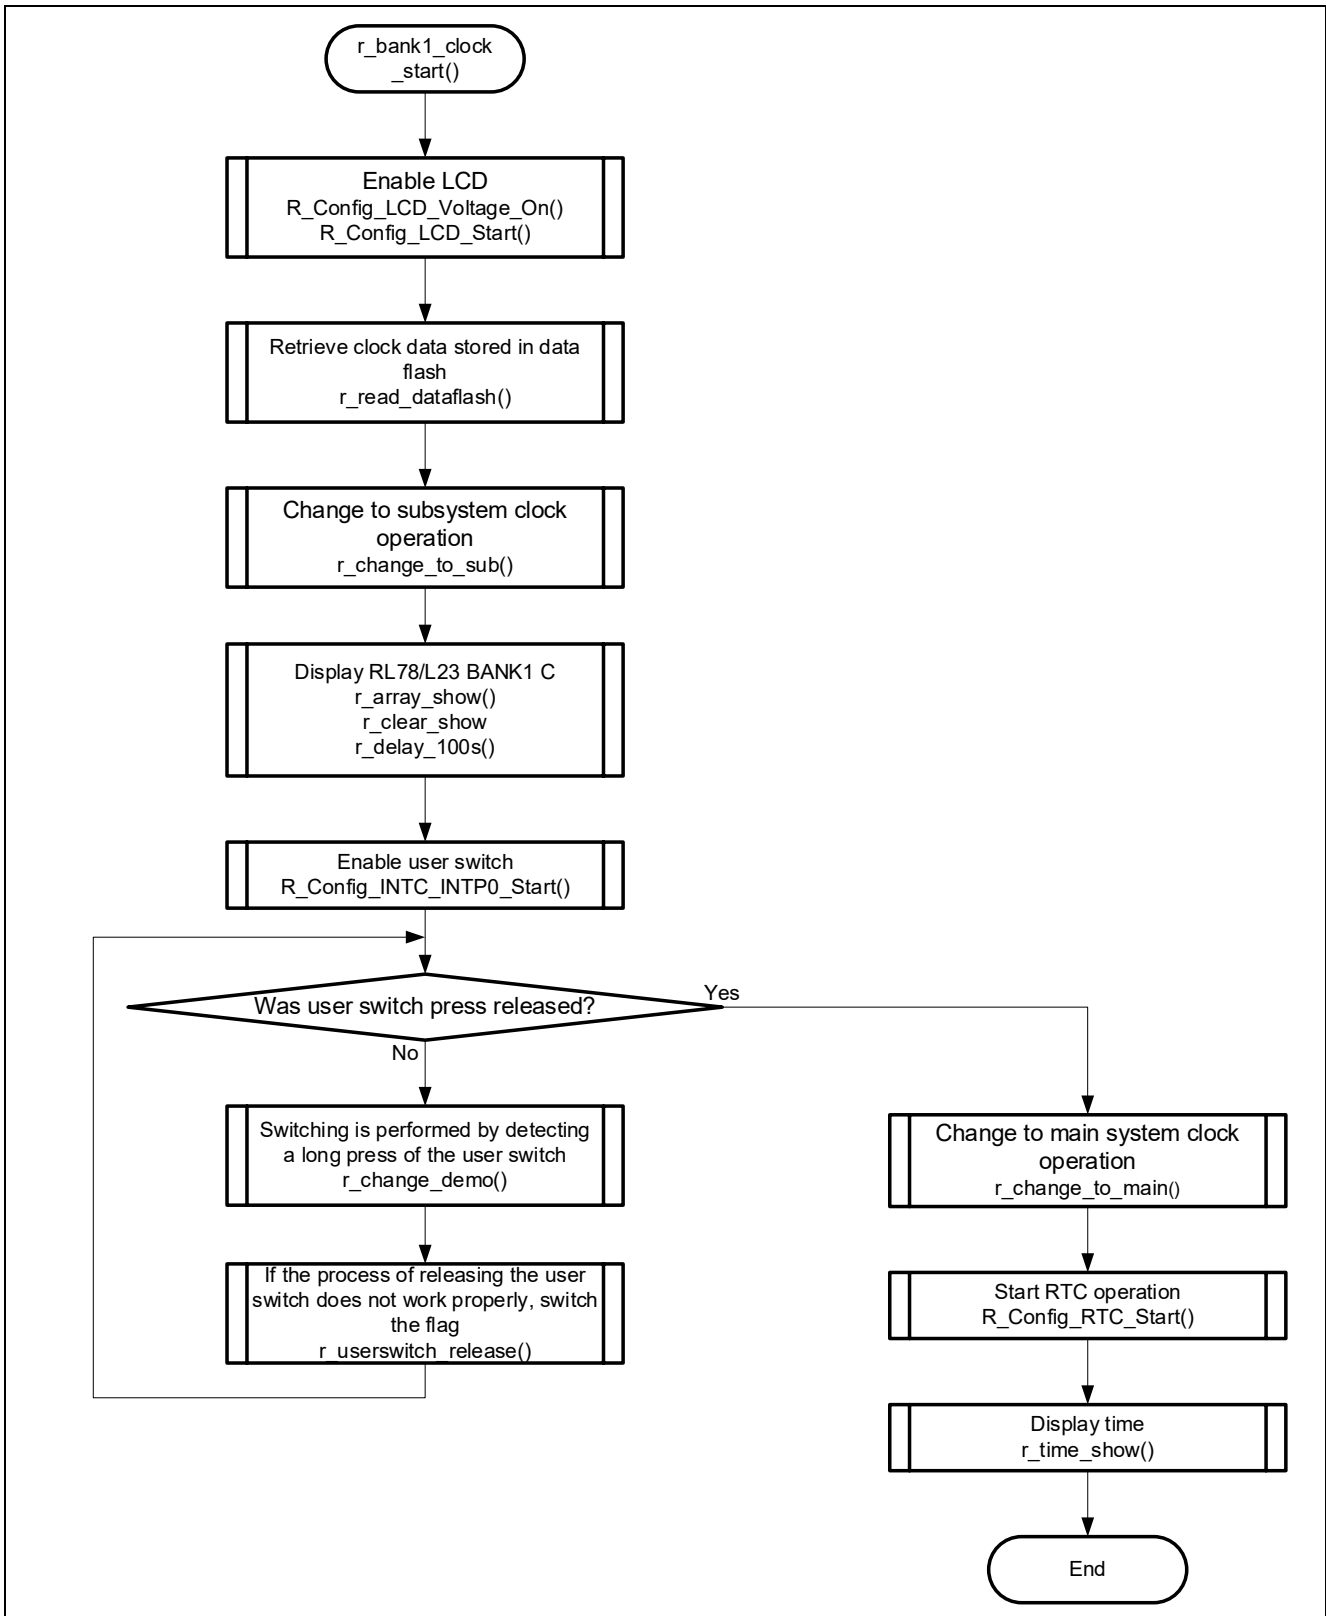 r_bank1_clock
_start()
Enable LCD
R_Config_LCD_Voltage_On()
R_Config_LCD_Start()
Retrieve clock data stored in data
flash
r_read_dataflash()
Change to subsystem clock
operation
r_change_to_sub()
Display RL78/L23 BANK1 C
r_array_show()
r_clear_show
r_delay_100s()
Enable user switch
R_Config_INTC_INTP0_Start()
Was user switch press released?
Yes
No
Switching is performed by detecting
a long press of the user switch
r_change_demo()
If the process of releasing the user
switch does not work properly, switch
the flag
r_userswitch_release()
Change to main system clock
operation
r_change_to_main()
Start RTC operation
R_Config_RTC_Start()
Display time
r_time_show()
End